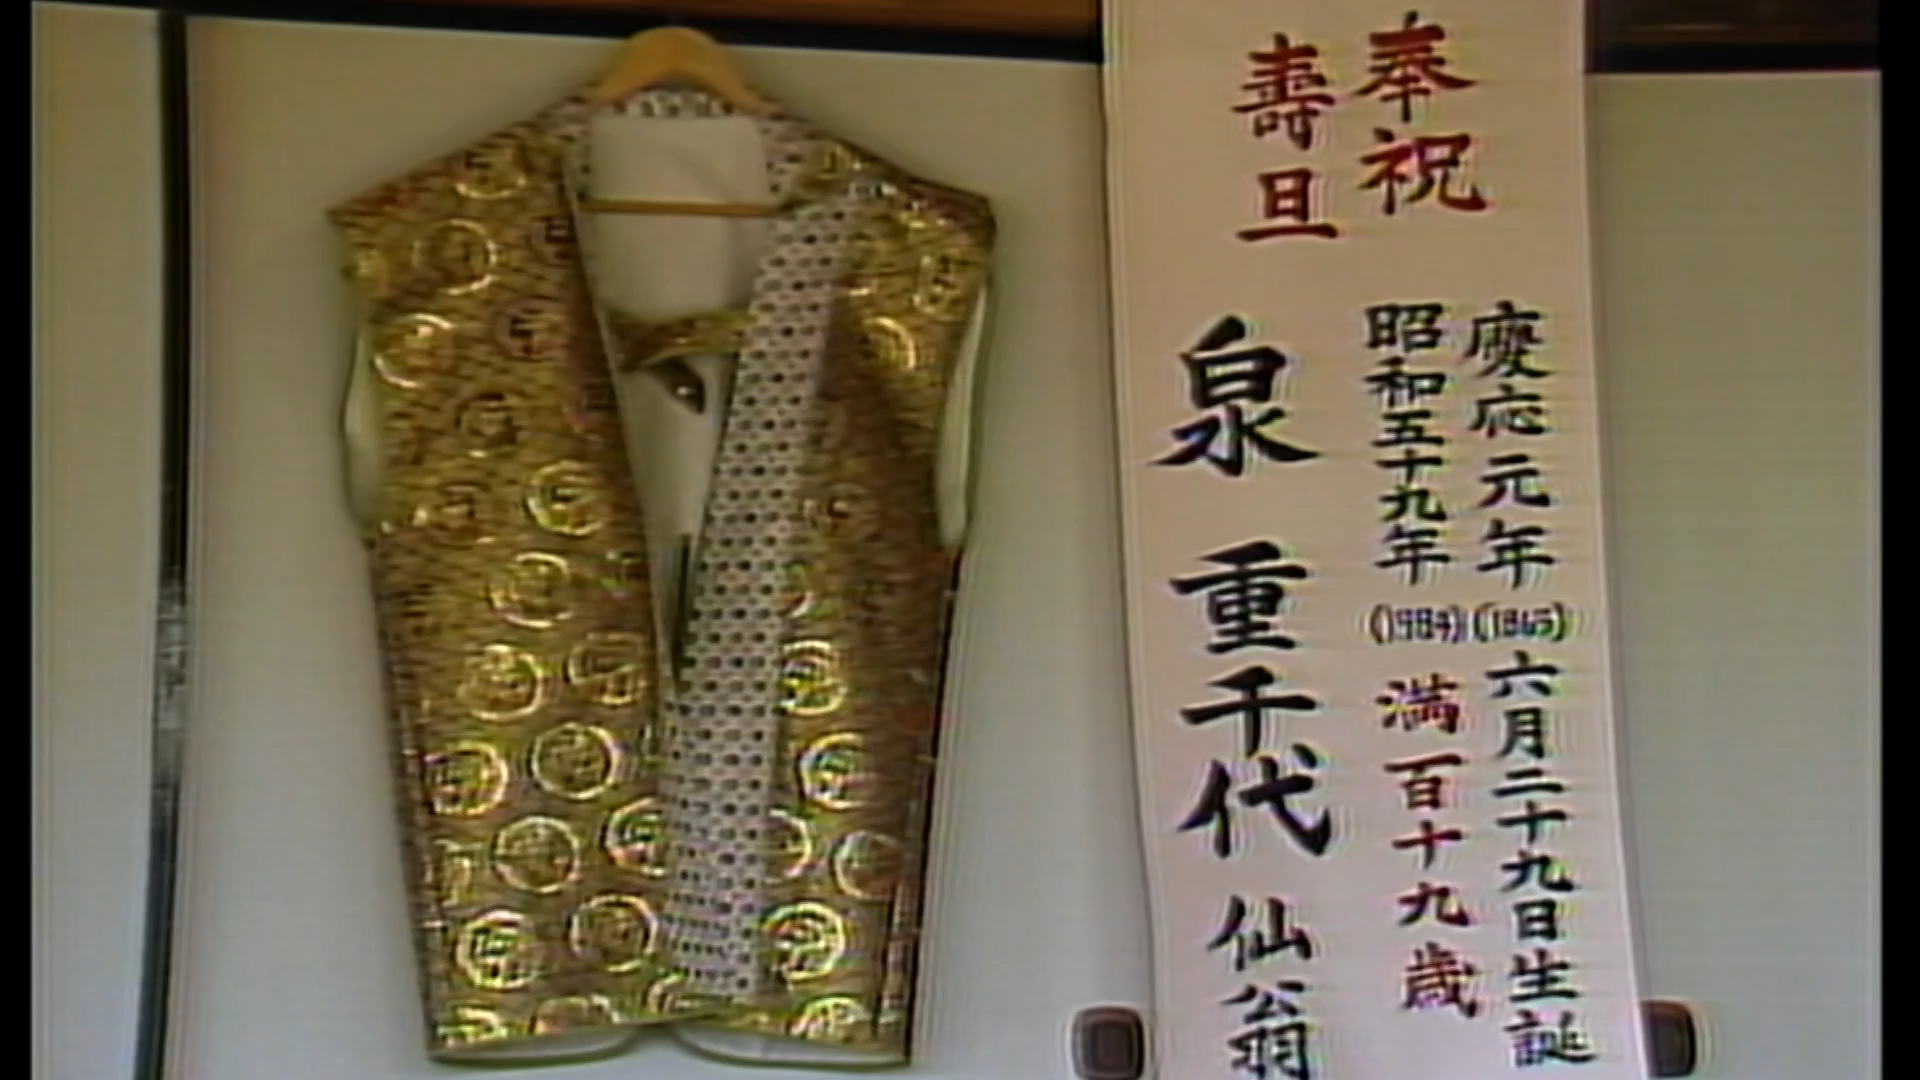 奉祝
壽旦
慶応元年(1865)六月二十九日生誕
昭和五十九年(1984)満百十九歳
泉重千代仙翁